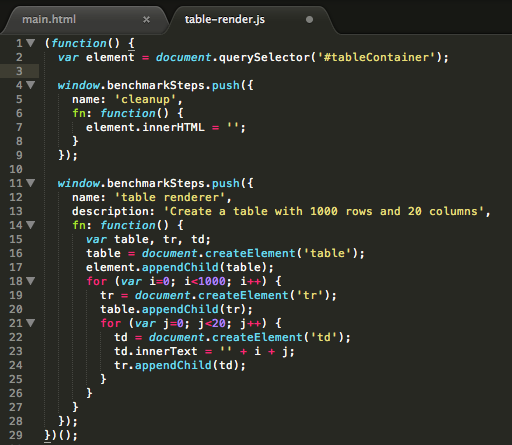 main.html × table-render.js
1 (function() {
2 var element = document.querySelector('#tableContainer');
3
4 window.benchmarkSteps.push({
5 name: 'cleanup',
6 fn: function() {
7 element.innerHTML = '';
8 }
9 });
10
11 window.benchmarkSteps.push({
12 name: 'table renderer',
13 description: 'Create a table with 1000 rows and 20 columns',
14 fn: function() {
15 var table, tr, td;
16 table = document.createElement('table');
17 element.appendChild(table);
18 for (var i=0; i<1000; i++) {
19 tr = document.createElement('tr');
20 table.appendChild(tr);
21 for (var j=0; j<20; j++) {
22 td = document.createElement('td');
23 td.innerText = '' + i + j;
24 tr.appendChild(td);
25 }
26 }
27 }
28 });
29 })();